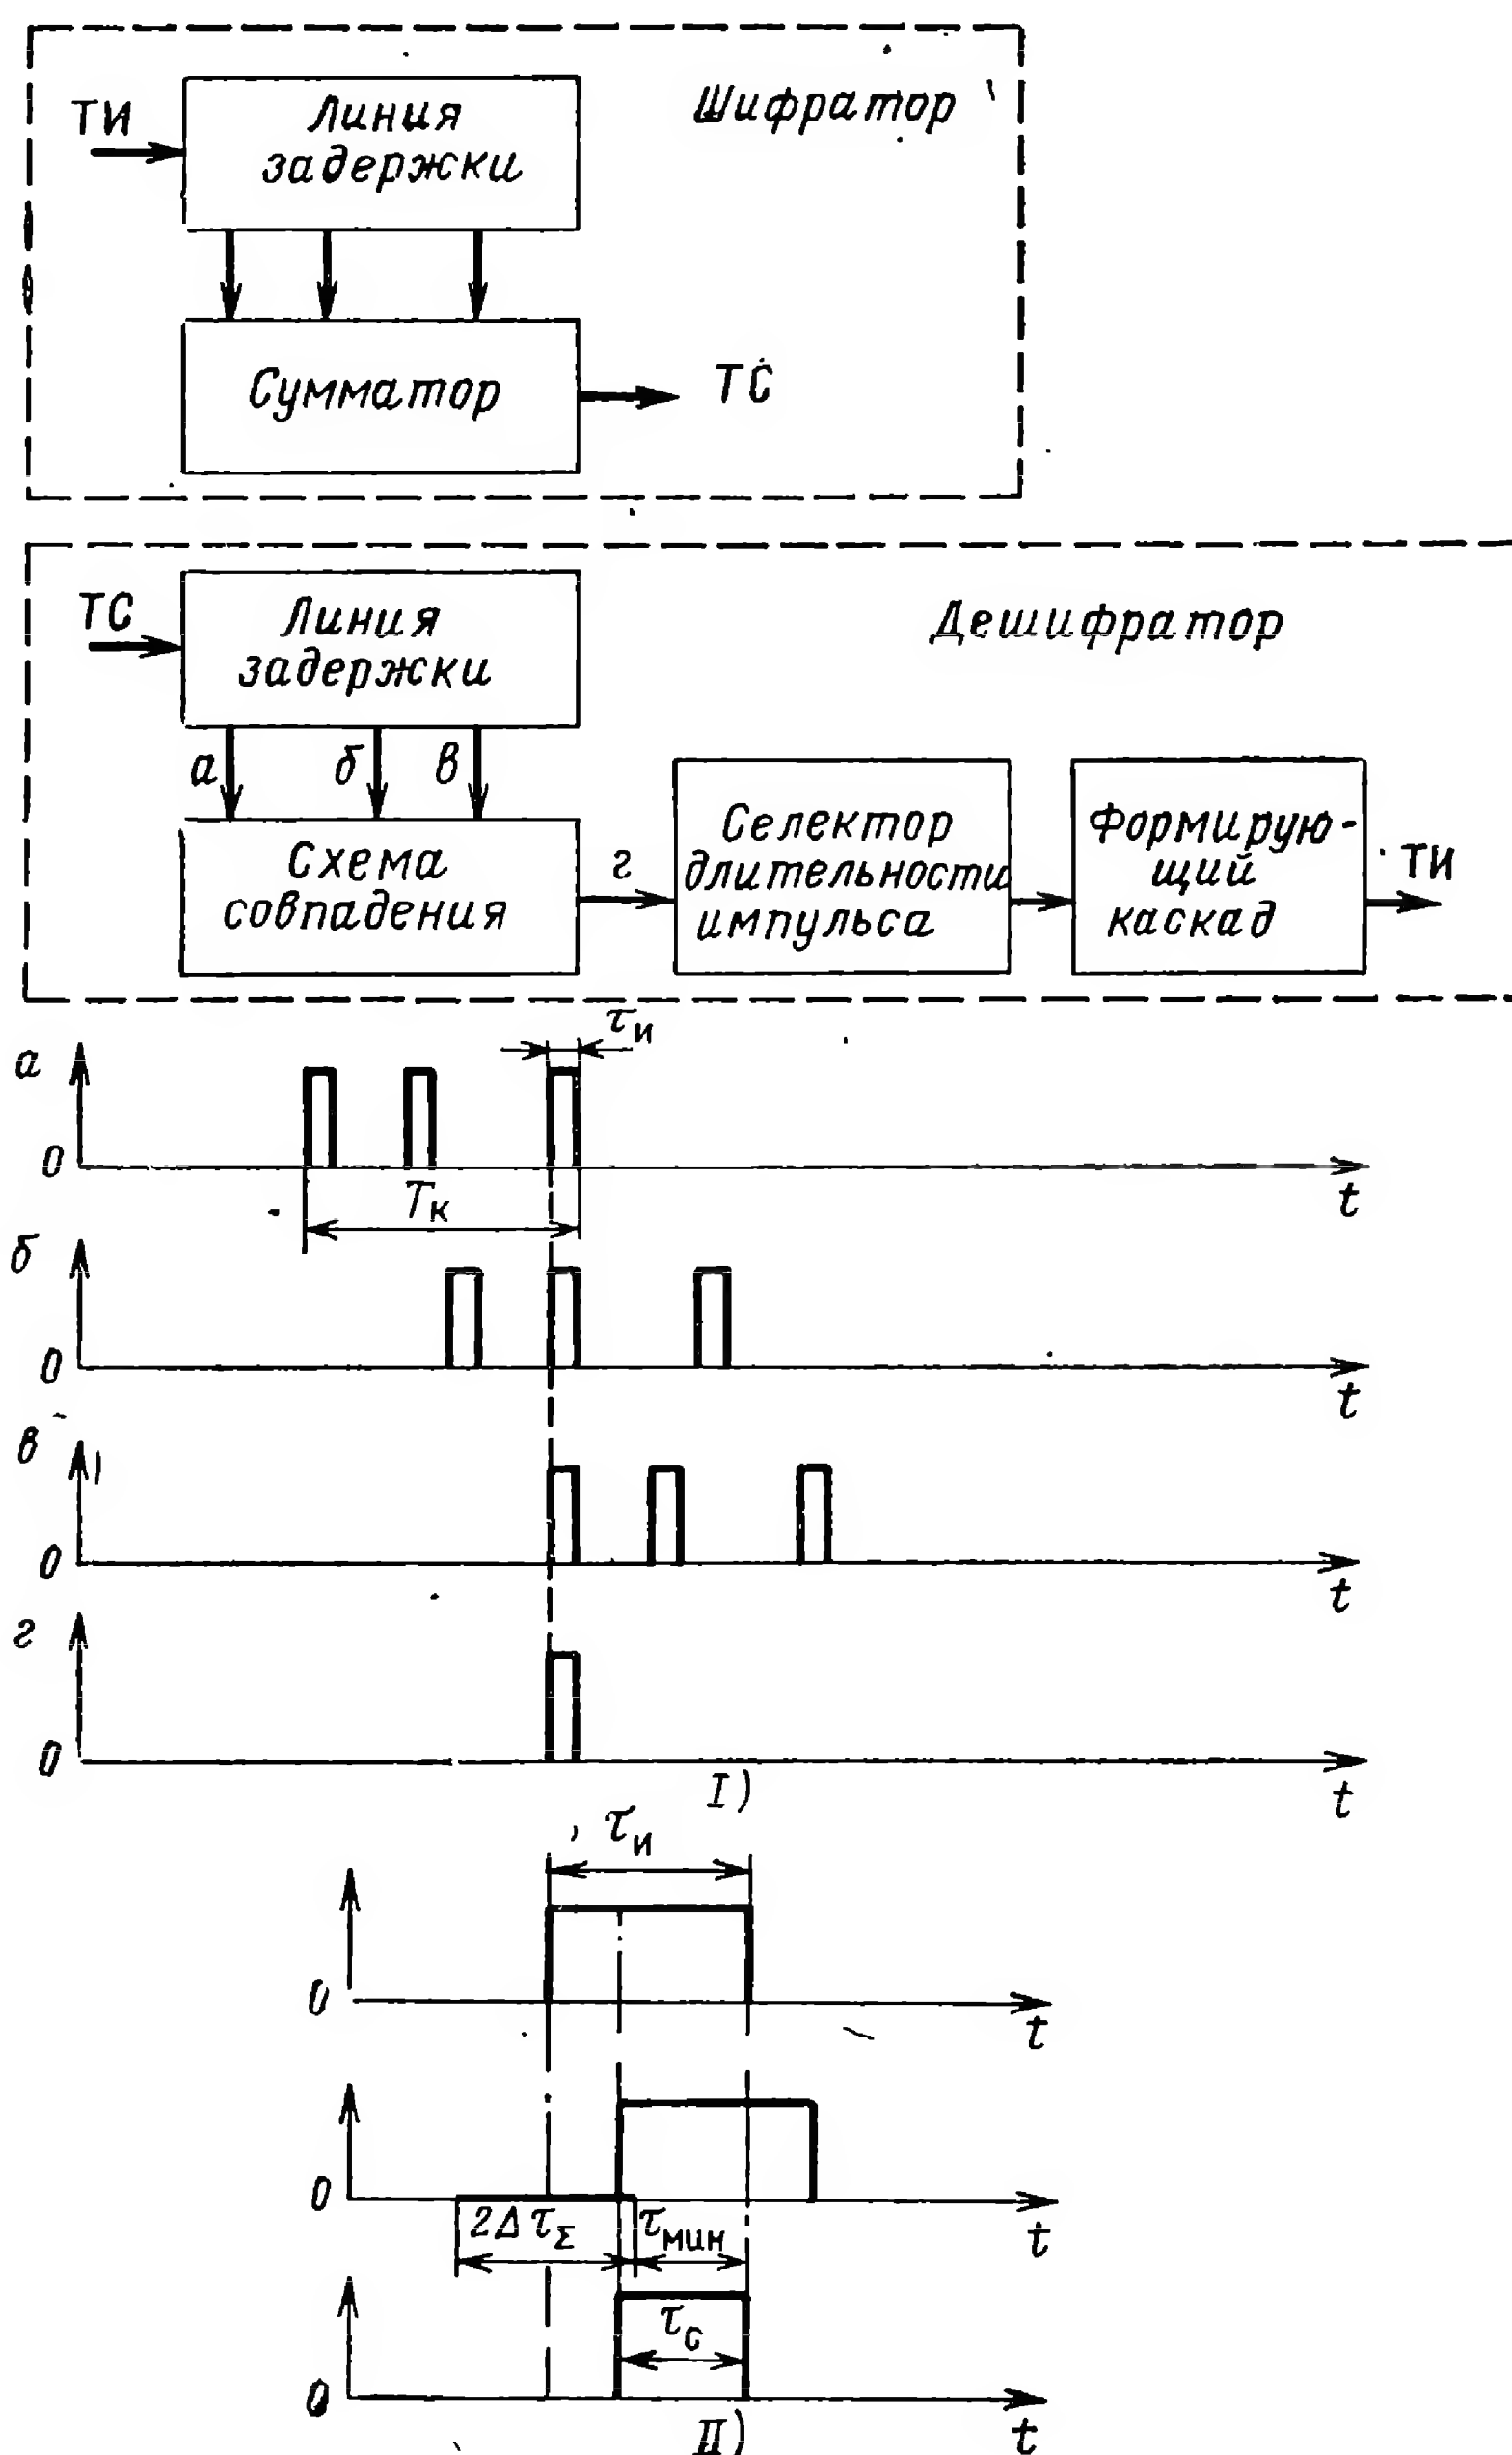 ТИ
Линия
задержки
Шифратор
Сумматор
ТС
ТС
Линия
задержки
Дешифратор
а
б
в
Схема
совпадения
г
Селектор
длительности
импульса
Формирую-
щий
каскад
ТИ
τи
а
0
Tк
t
б
0
t
в
0
t
г
0
t
I)
τи
0
t
0
2Δτ_Σ
τмин
t
τс
0
t
II)